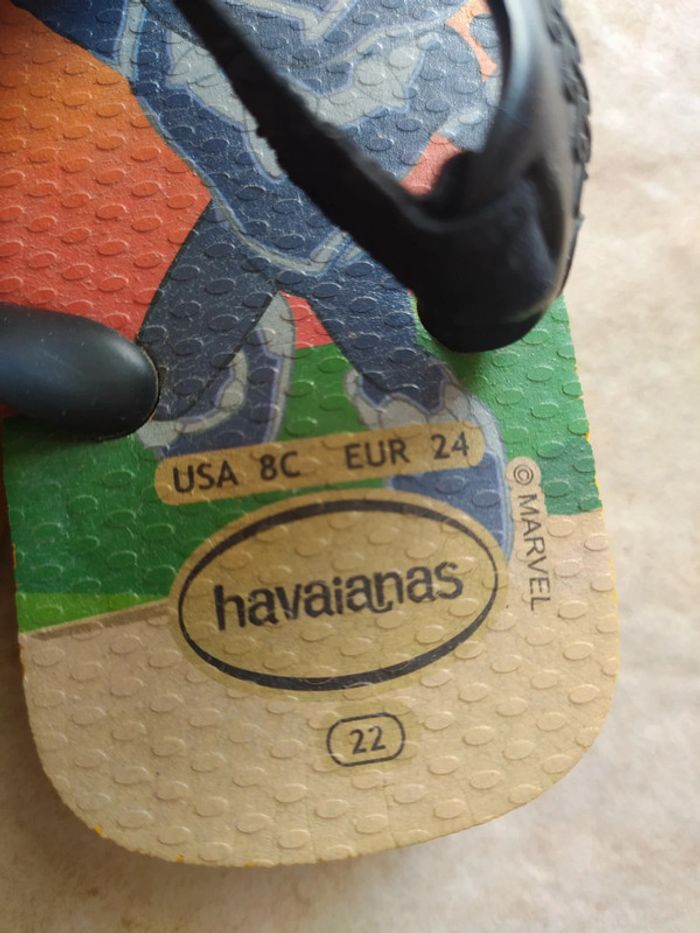 USA 8C EUR 24
© MARVEL
havaianas
22